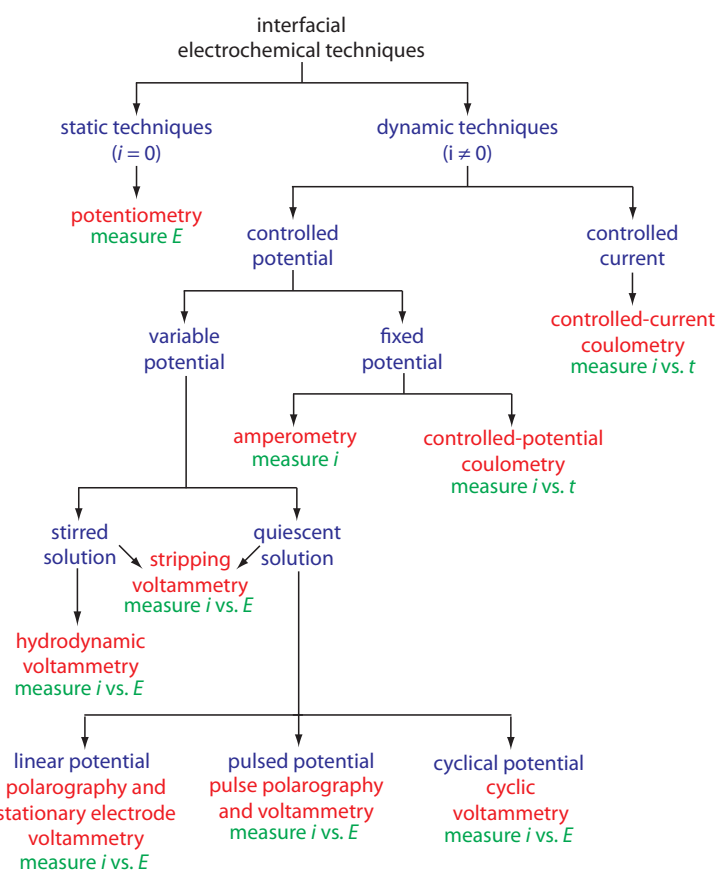 interfacial
electrochemical techniques
static techniques
(i = 0)
dynamic techniques
(i ≠ 0)
potentiometry
measure E
controlled
potential
controlled
current
controlled-current
coulometry
measure i vs. t
variable
potential
fixed
potential
amperometry
measure i
controlled-potential
coulometry
measure i vs. t
stirred
solution
quiescent
solution
stripping
voltammetry
measure i vs. E
hydrodynamic
voltammetry
measure i vs. E
linear potential
polarography and
stationary electrode
voltammetry
measure i vs. E
pulsed potential
pulse polarography
and voltammetry
measure i vs. E
cyclical potential
cyclic
voltammetry
measure i vs. E